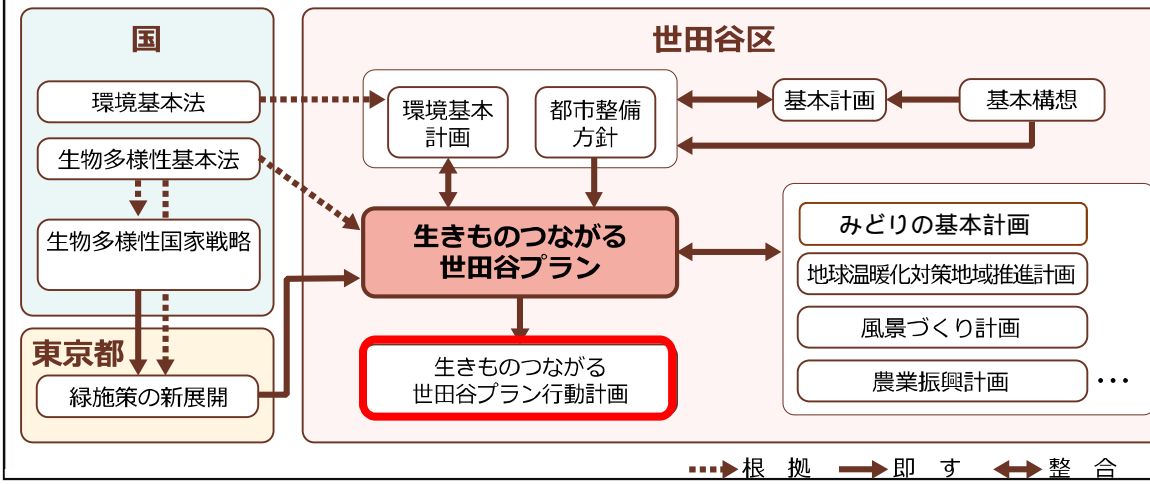 国
環境基本法
生物多様性基本法
生物多様性国家戦略
東京都
緑施策の新展開
世田谷区
環境基本
計画
都市整備
方針
基本計画
基本構想
生きものつながる
世田谷プラン
生きものつながる
世田谷プラン行動計画
みどりの基本計画
地球温暖化対策地域推進計画
風景づくり計画
農業振興計画
…
根　拠
即　す
整　合